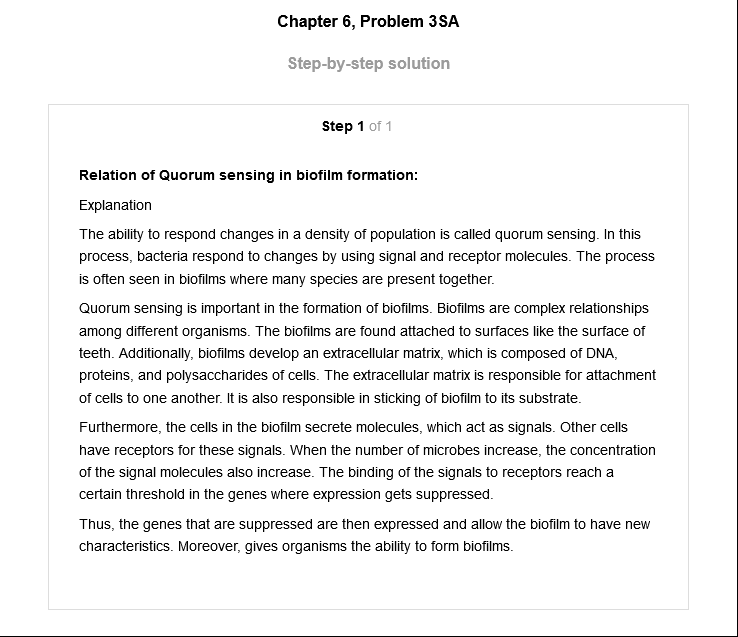 Chapter 6, Problem 3SA
Step-by-step solution
Step 1 of 1
Relation of Quorum sensing in biofilm formation:
Explanation
The ability to respond changes in a density of population is called quorum sensing. In this
process, bacteria respond to changes by using signal and receptor molecules. The process
is often seen in biofilms where many species are present together.
Quorum sensing is important in the formation of biofilms. Biofilms are complex relationships
among different organisms. The biofilms are found attached to surfaces like the surface of
teeth. Additionally, biofilms develop an extracellular matrix, which is composed of DNA,
proteins, and polysaccharides of cells. The extracellular matrix is responsible for attachment
of cells to one another. It is also responsible in sticking of biofilm to its substrate.
Furthermore, the cells in the biofilm secrete molecules, which act as signals. Other cells
have receptors for these signals. When the number of microbes increase, the concentration
of the signal molecules also increase. The binding of the signals to receptors reach a
certain threshold in the genes where expression gets suppressed.
Thus, the genes that are suppressed are then expressed and allow the biofilm to have new
characteristics. Moreover, gives organisms the ability to form biofilms.